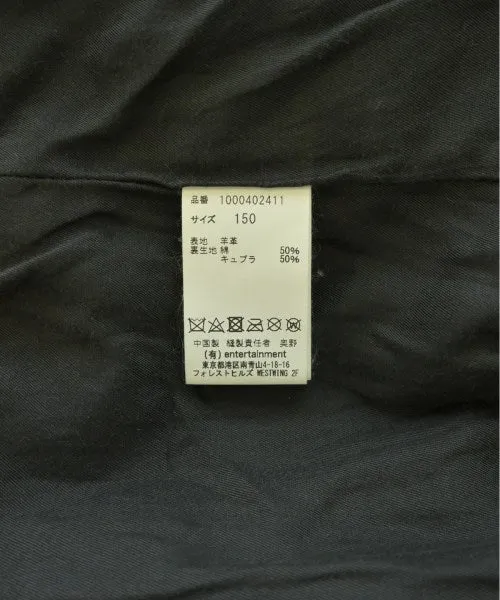 品番 1000402411
サイズ 150
表地 羊革
裏生地 綿 50%
キュプラ 50%
中国製 縫製責任者 奥野
(有) entertainment
東京都港区南青山4-18-16
フォレストヒルズ WESTWING 2F